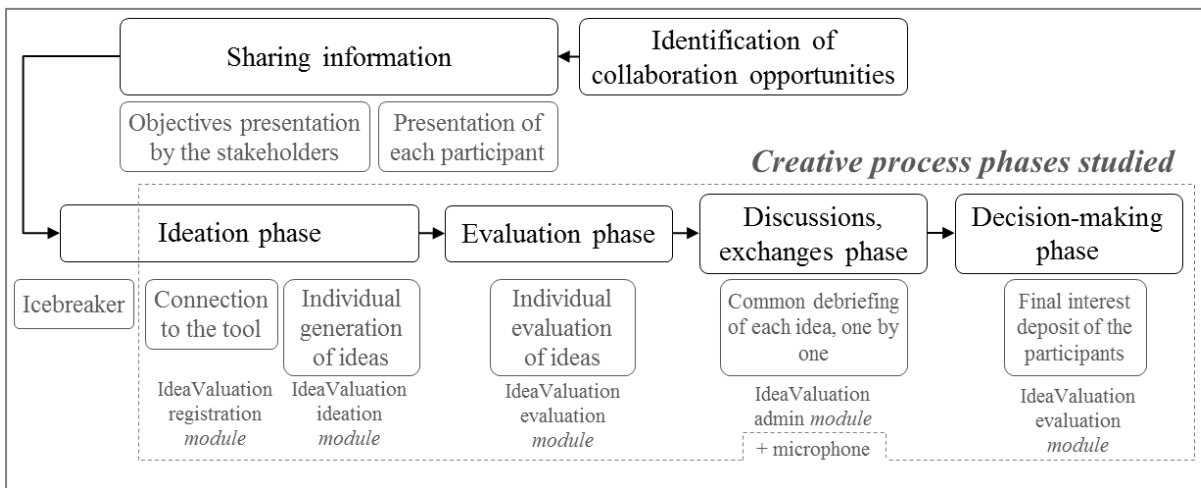 Sharing information
Identification of
collaboration opportunities
Objectives presentation
by the stakeholders
Presentation of
each participant
Creative process phases studied
Ideation phase
Evaluation phase
Discussions,
exchanges phase
Decision-making
phase
Icebreaker
Connection
to the tool
Individual
generation
of ideas
Individual
evaluation
of ideas
Common debriefing
of each idea, one by
one
Final interest
deposit of the
participants
IdeaValuation
registration
module
IdeaValuation
ideation
module
IdeaValuation
evaluation
module
IdeaValuation
admin module
+ microphone
IdeaValuation
evaluation
module